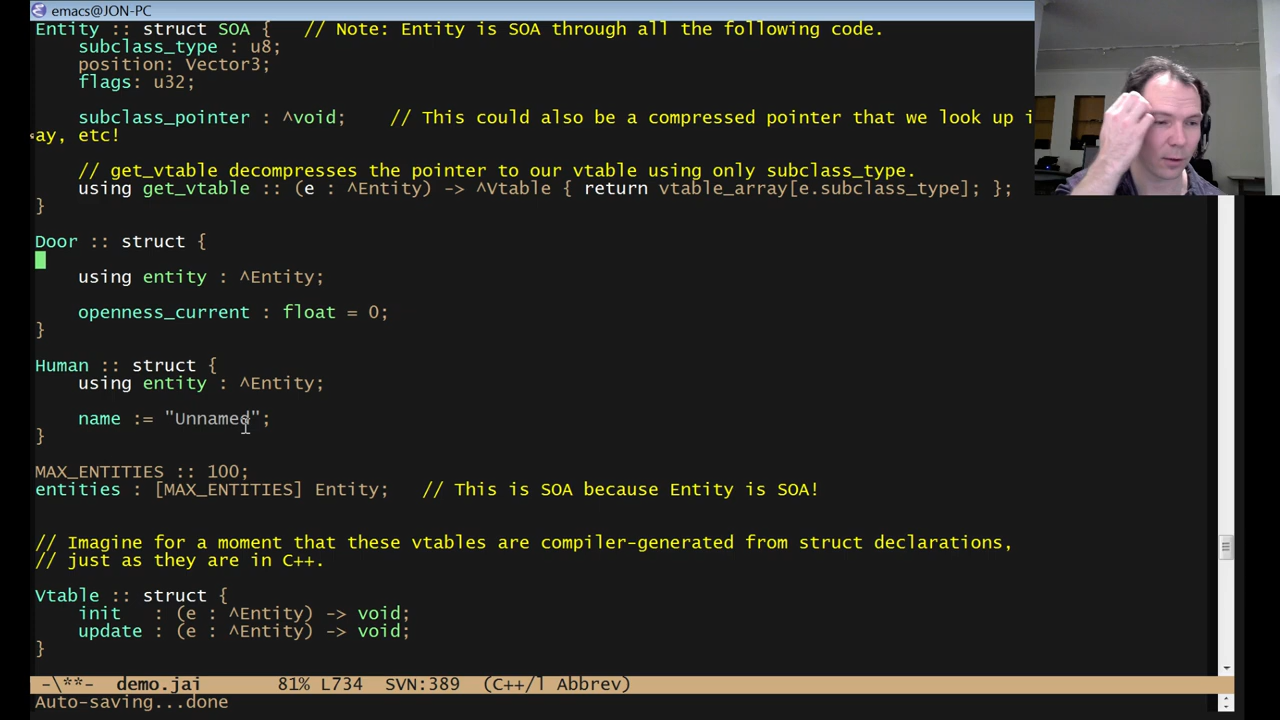 emacs@JON-PC
Entity :: struct SOA {   // Note: Entity is SOA through all the following code.
    subclass_type : u8;
    position: Vector3;
    flags: u32;
    subclass_pointer : ^void;    // This could also be a compressed pointer that we look up i
ay, etc!
    // get_vtable decompresses the pointer to our vtable using only subclass_type.
    using get_vtable :: (e : ^Entity) -> ^Vtable { return vtable_array[e.subclass_type]; };
}
Door :: struct {
    using entity : ^Entity;
    openness_current : float = 0;
}
Human :: struct {
    using entity : ^Entity;
    name := "Unnamed";
}
MAX_ENTITIES :: 100;
entities : [MAX_ENTITIES] Entity;   // This is SOA because Entity is SOA!
// Imagine for a moment that these vtables are compiler-generated from struct declarations,
// just as they are in C++.
Vtable :: struct {
    init   : (e : ^Entity) -> void;
    update : (e : ^Entity) -> void;
}
-\**-  demo.jai       81% L734   SVN:389  (C++/l Abbrev)
Auto-saving...done